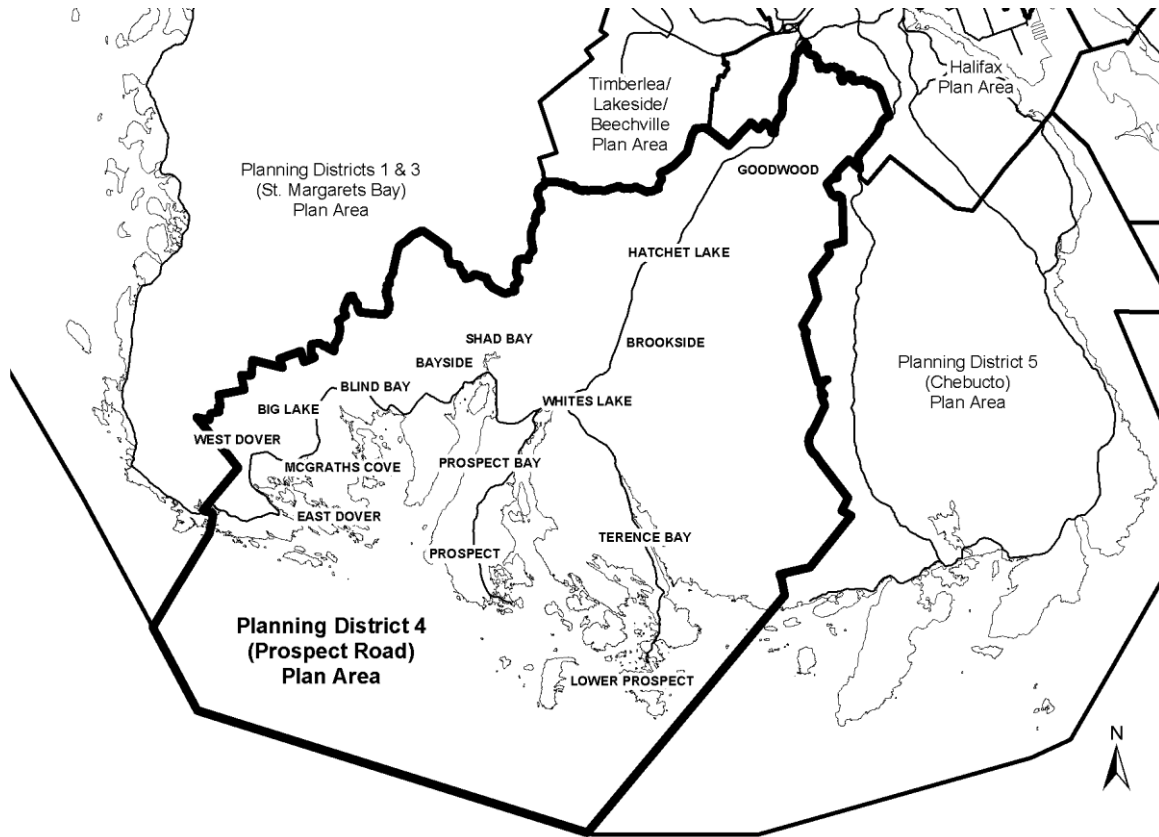 Halifax
Plan Area
Timberlea/
Lakeside/
Beechville
Plan Area
Planning Districts 1 & 3
(St. Margarets Bay)
Plan Area
GOODWOOD
HATCHET LAKE
SHAD BAY
BROOKSIDE
BAYSIDE
Planning District 5
(Chebucto)
Plan Area
BLIND BAY
WHITES LAKE
BIG LAKE
WEST DOVER
MCGRATHS COVE
PROSPECT BAY
EAST DOVER
TERENCE BAY
PROSPECT
Planning District 4
(Prospect Road)
Plan Area
LOWER PROSPECT
N